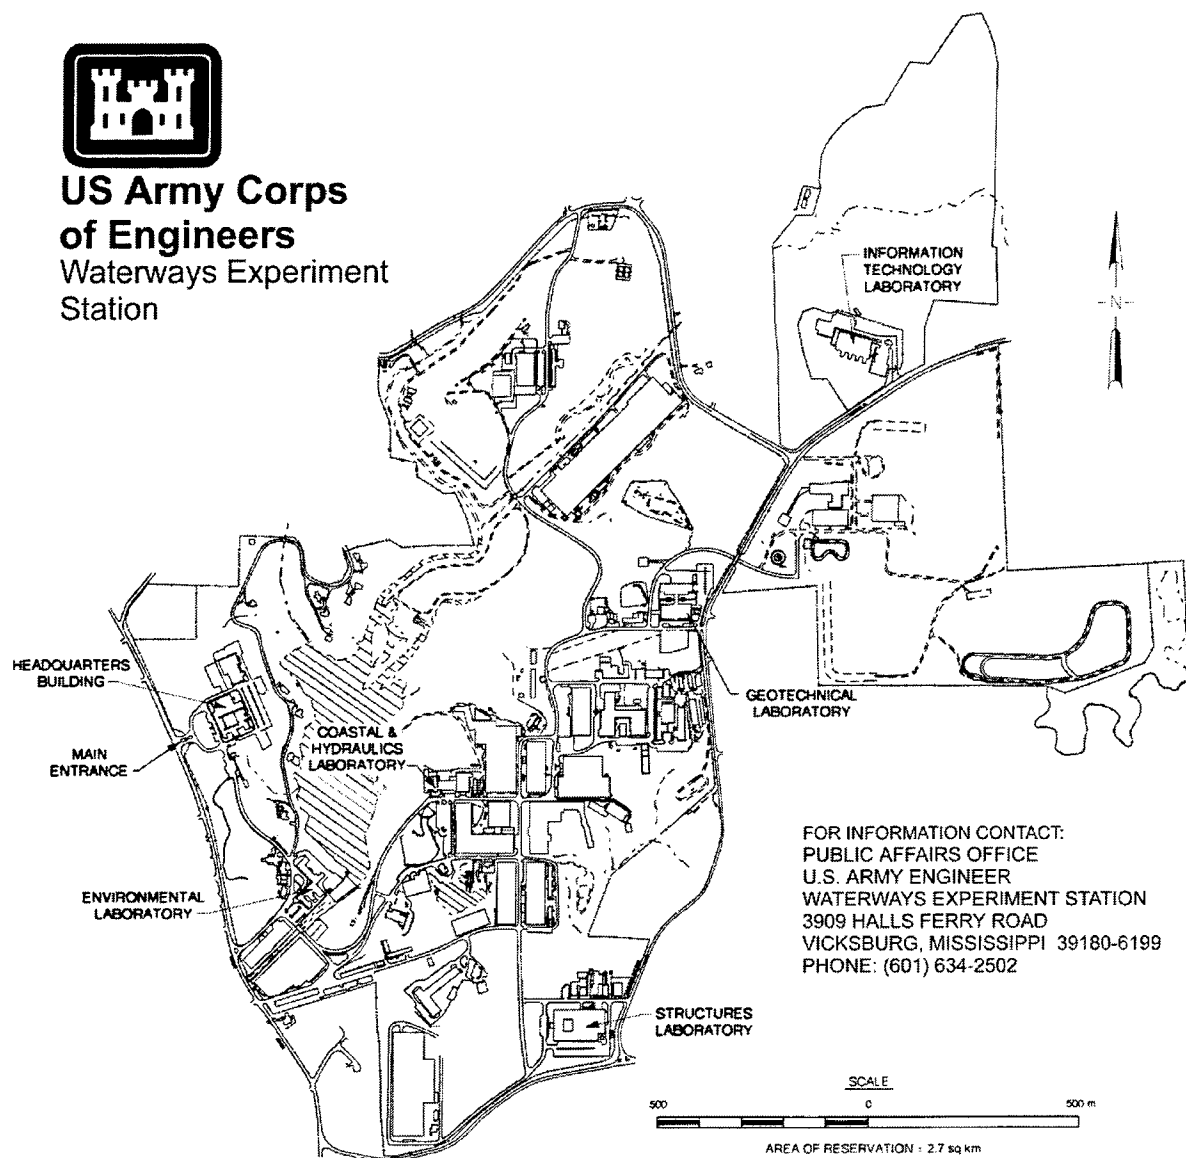 US Army Corps
of Engineers
Waterways Experiment
Station
INFORMATION
TECHNOLOGY
LABORATORY
N
HEADQUARTERS
BUILDING
MAIN
ENTRANCE
COASTAL &
HYDRAULICS
LABORATORY
GEOTECHNICAL
LABORATORY
ENVIRONMENTAL
LABORATORY
FOR INFORMATION CONTACT:
PUBLIC AFFAIRS OFFICE
U.S. ARMY ENGINEER
WATERWAYS EXPERIMENT STATION
3909 HALLS FERRY ROAD
VICKSBURG, MISSISSIPPI 39180-6199
PHONE: (601) 634-2502
STRUCTURES
LABORATORY
SCALE
500 0 500 m
AREA OF RESERVATION : 2.7 sq km